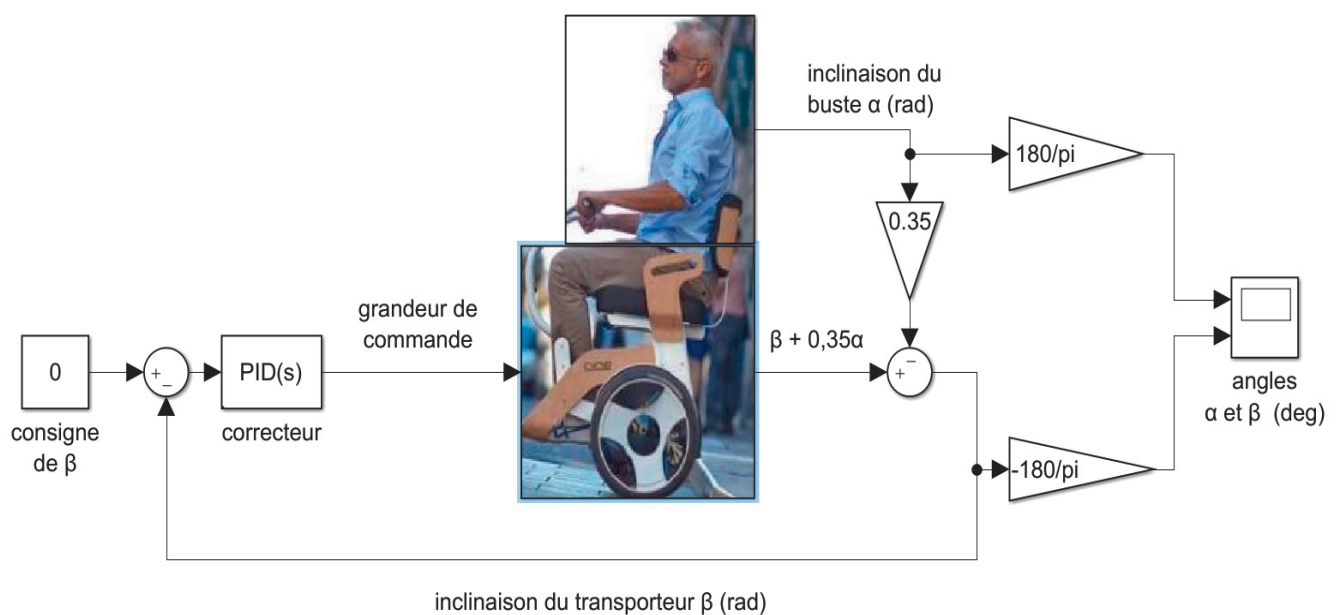 inclinaison du
buste α (rad)
180/pi
0.35
grandeur de
commande
β + 0,35α
0
+
−
PID(s)
+
−
consigne
de β
correcteur
angles
α et β (deg)
-180/pi
inclinaison du transporteur β (rad)